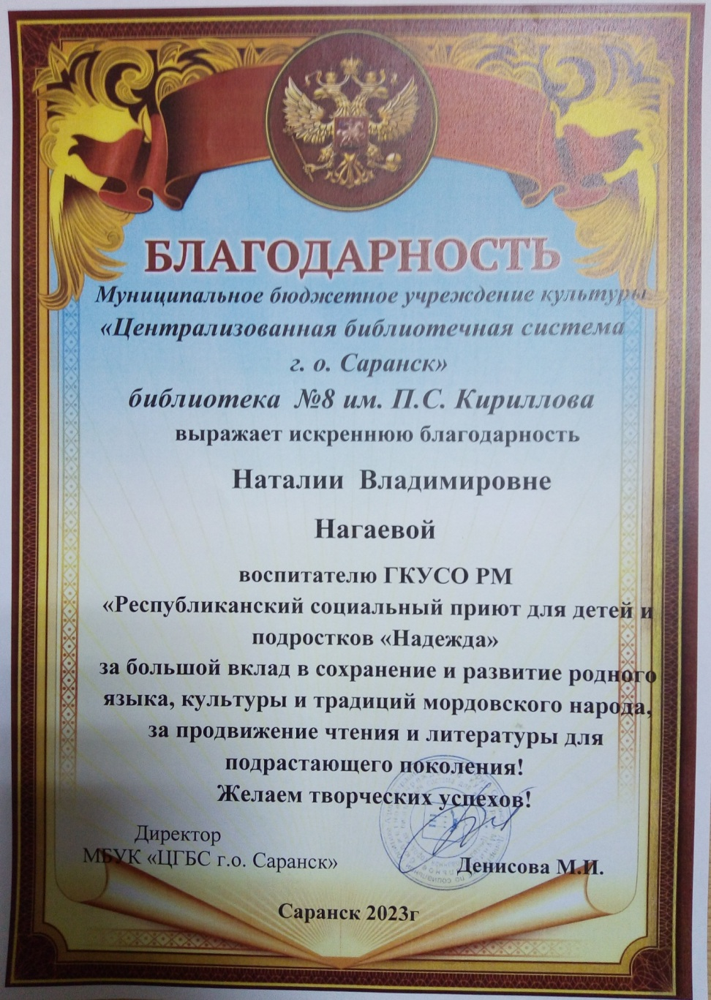 БЛАГОДАРНОСТЬ
Муниципальное бюджетное учреждение культуры
«Централизованная библиотечная система
г. о. Саранск»
библиотека №8 им. П.С. Кириллова
выражает искреннюю благодарность
Наталии Владимировне
Нагаевой
воспитателю ГКУСО РМ
«Республиканский социальный приют для детей и
подростков «Надежда»
за большой вклад в сохранение и развитие родного
языка, культуры и традиций мордовского народа,
за продвижение чтения и литературы для
подрастающего поколения!
Желаем творческих успехов!
Директор
МБУК «ЦГБС г.о. Саранск»
Денисова М.И.
Саранск 2023г